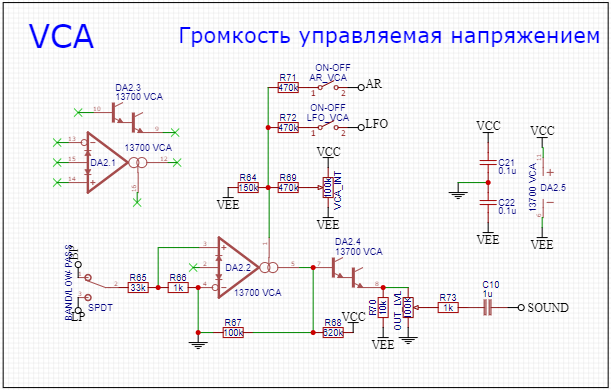 VCA
Громкость управляемая напряжением
ON-OFF
AR_VCA
R71
470k
1
2
AR
DA2.3
13700 VCA
10
9
ON-OFF
LFO_VCA
R72
470k
1
2
LFO
13
15
14
DA2.1
13700 VCA
12
16
VCC
R64
150k
R69
470k
100k
VCA_INT
VEE
VEE
VCC
C21
0.1u
C22
0.1u
VEE
VCC
11
13700 VCA
DA2.5
6
VEE
BAND/LOW PASS
BP
LP
SPDT
2
R65
33k
R66
1k
3
2
4
1
DA2.2
13700 VCA
5
7
DA2.4
13700 VCA
8
R67
100k
R68
620k
VCC
R70
10k
VEE
OUT_LVL
100k
R73
1k
C10
1u
SOUND